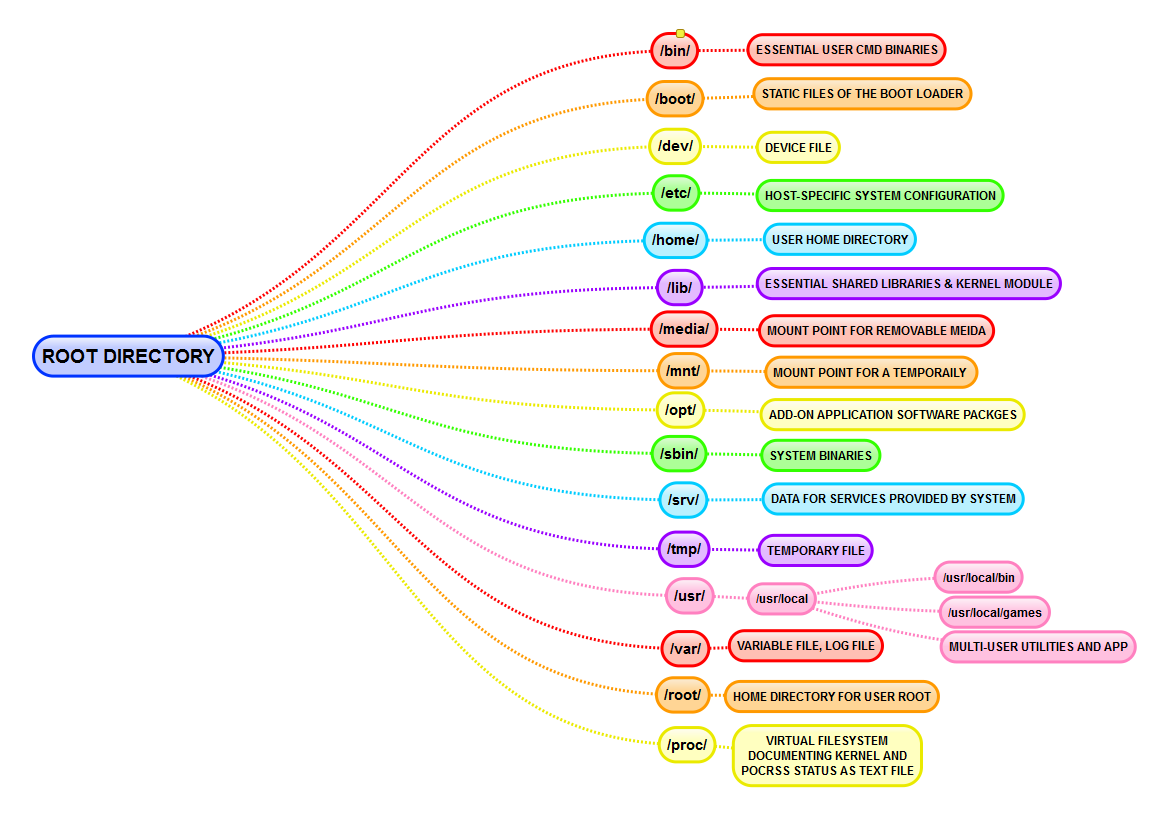 ROOT DIRECTORY
/bin/
ESSENTIAL USER CMD BINARIES
/boot/
STATIC FILES OF THE BOOT LOADER
/dev/
DEVICE FILE
/etc/
HOST-SPECIFIC SYSTEM CONFIGURATION
/home/
USER HOME DIRECTORY
/lib/
ESSENTIAL SHARED LIBRARIES & KERNEL MODULE
/media/
MOUNT POINT FOR REMOVABLE MEIDA
/mnt/
MOUNT POINT FOR A TEMPORAILY
/opt/
ADD-ON APPLICATION SOFTWARE PACKGES
/sbin/
SYSTEM BINARIES
/srv/
DATA FOR SERVICES PROVIDED BY SYSTEM
/tmp/
TEMPORARY FILE
/usr/
/usr/local
/usr/local/bin
/usr/local/games
MULTI-USER UTILITIES AND APP
/var/
VARIABLE FILE, LOG FILE
/root/
HOME DIRECTORY FOR USER ROOT
/proc/
VIRTUAL FILESYSTEM
DOCUMENTING KERNEL AND
POCRSS STATUS AS TEXT FILE